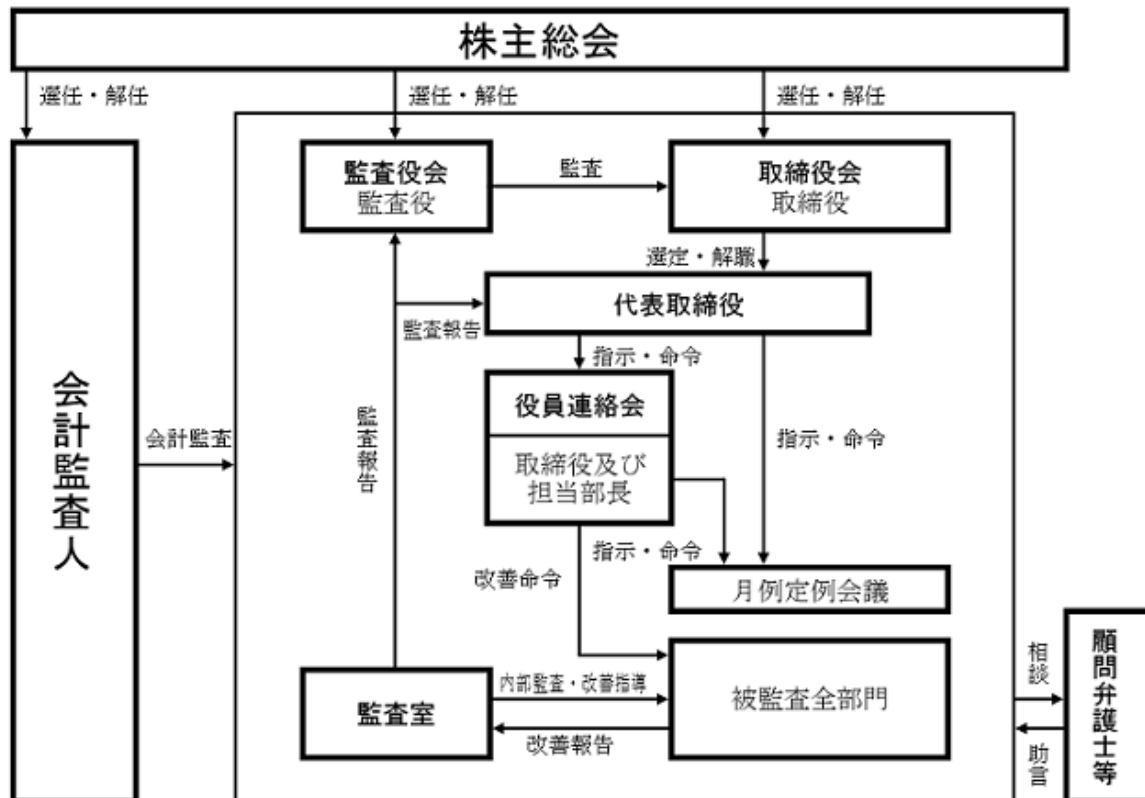 株主総会
選任・解任
選任・解任
選任・解任
監査役会
監査役
監査
取締役会
取締役
選定・解職
代表取締役
監査報告
指示・命令
役員連絡会
取締役及び
担当部長
会計監査人
会計監査
監査報告
指示・命令
指示・命令
改善命令
月例定例会議
監査室
内部監査・改善指導
改善報告
被監査全部門
相談
助言
顧問弁護士等